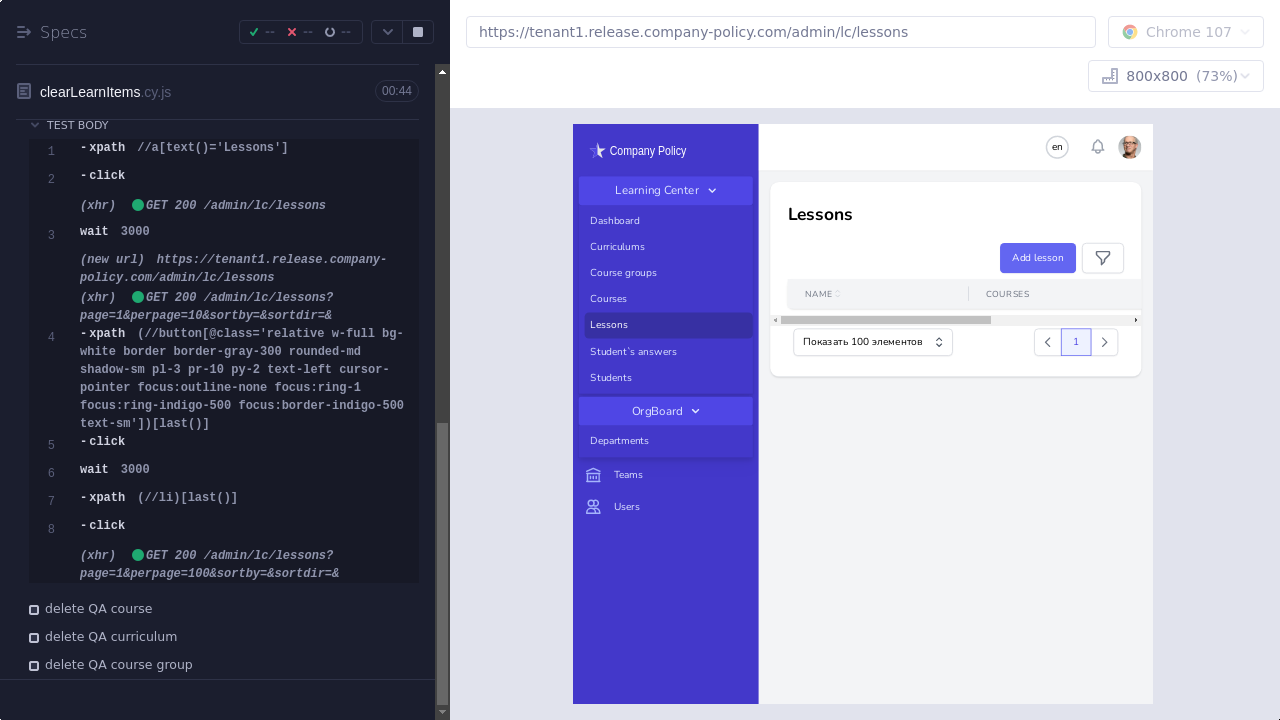 Specs
--
--
--
clearLearnItems.cy.js
00:44
TEST BODY
1 -xpath //a[text()='Lessons']
2 -click
(xhr) GET 200 /admin/lc/lessons
3 wait 3000
(new url) https://tenant1.release.company-
policy.com/admin/lc/lessons
(xhr) GET 200 /admin/lc/lessons?
page=1&perpage=10&sortby=&sortdir=&
4 -xpath (//button[@class='relative w-full bg-
white border border-gray-300 rounded-md
shadow-sm pl-3 pr-10 py-2 text-left cursor-
pointer focus:outline-none focus:ring-1
focus:ring-indigo-500 focus:border-indigo-500
text-sm'])[last()]
5 -click
6 wait 3000
7 -xpath (//li)[last()]
8 -click
(xhr) GET 200 /admin/lc/lessons?
page=1&perpage=100&sortby=&sortdir=&
delete QA course
delete QA curriculum
delete QA course group
https://tenant1.release.company-policy.com/admin/lc/lessons
Chrome 107
800x800 (73%)
Company Policy
Learning Center
Dashboard
Curriculums
Course groups
Courses
Lessons
Student`s answers
Students
OrgBoard
Departments
Teams
Users
en
Lessons
Add lesson
NAME
COURSES
Показать 100 элементов
1